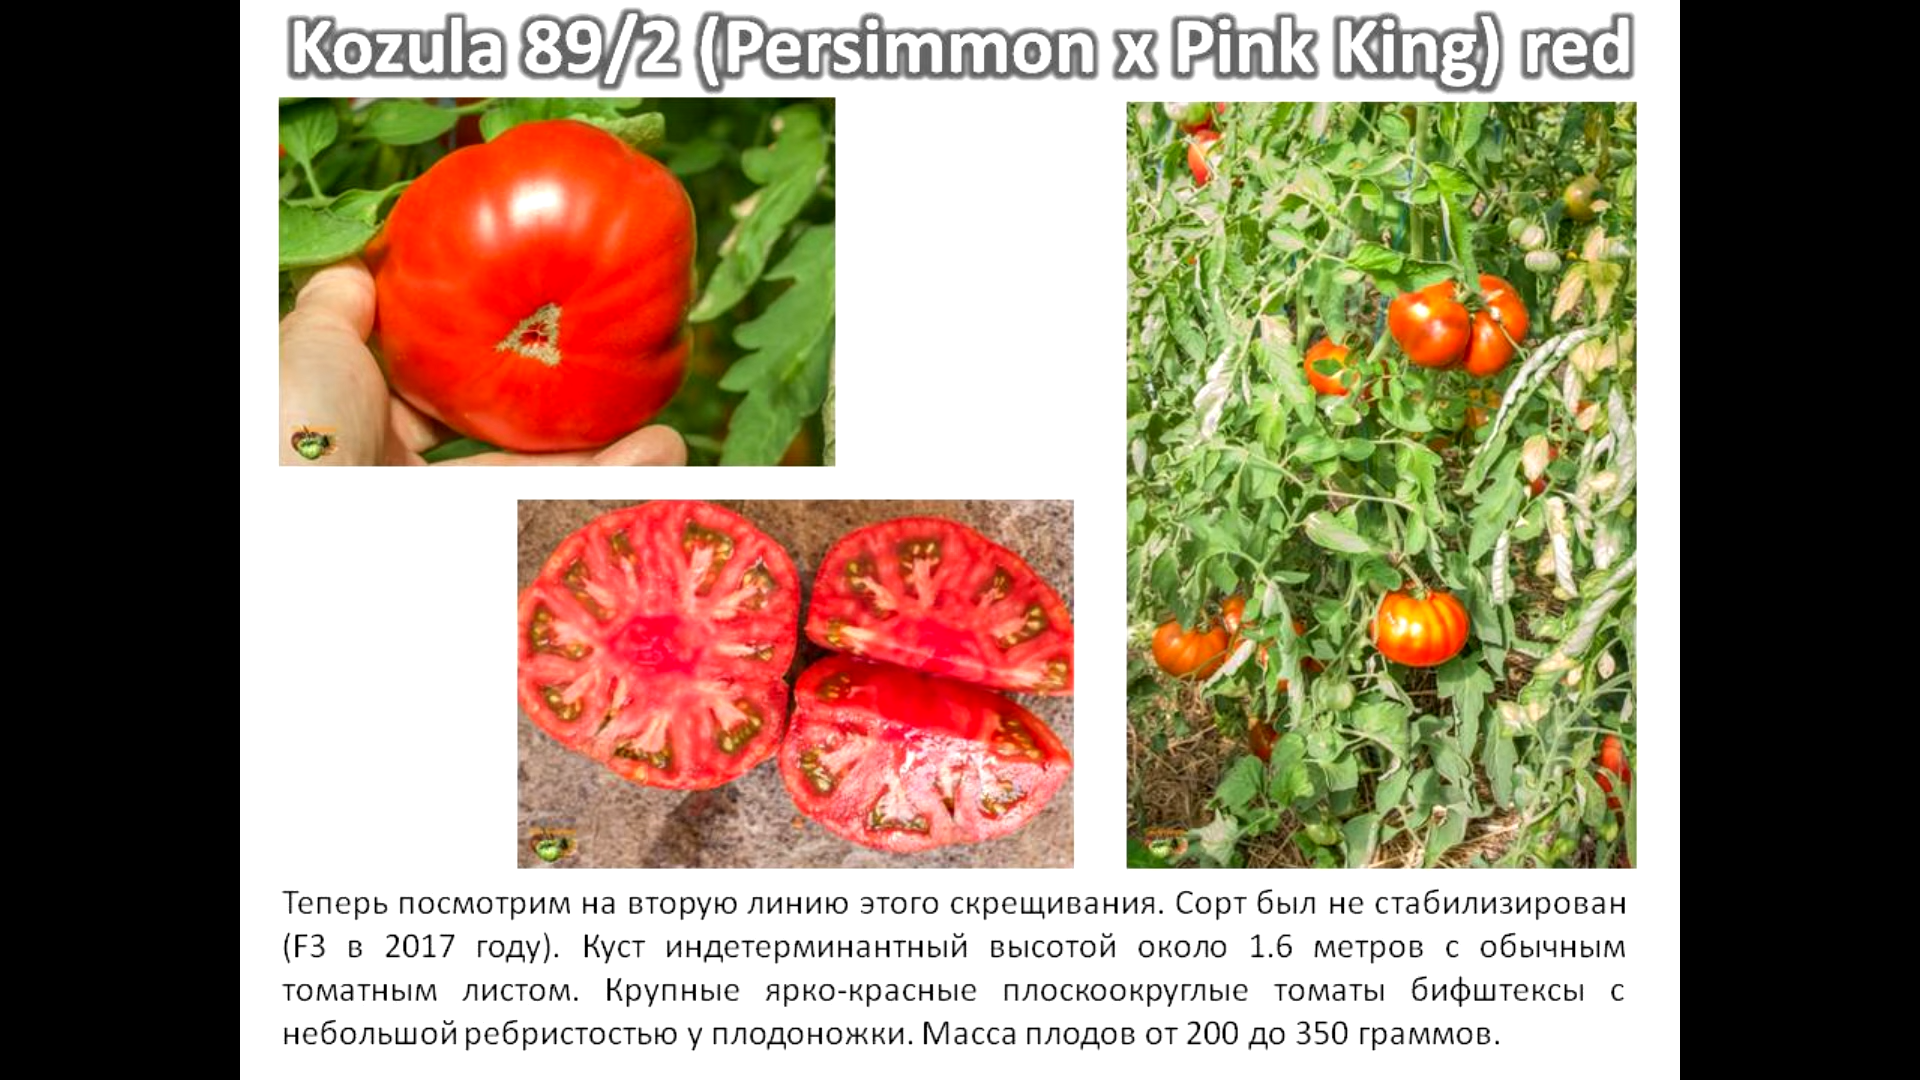 Kozula 89/2 (Persimmon x Pink King) red
Теперь посмотрим на вторую линию этого скрещивания. Сорт был не стабилизирован
(F3 в 2017 году). Куст индетерминантный высотой около 1.6 метров с обычным
томатным листом. Крупные ярко-красные плоскоокруглые томаты бифштексы с
небольшой ребристостью у плодоножки. Масса плодов от 200 до 350 граммов.